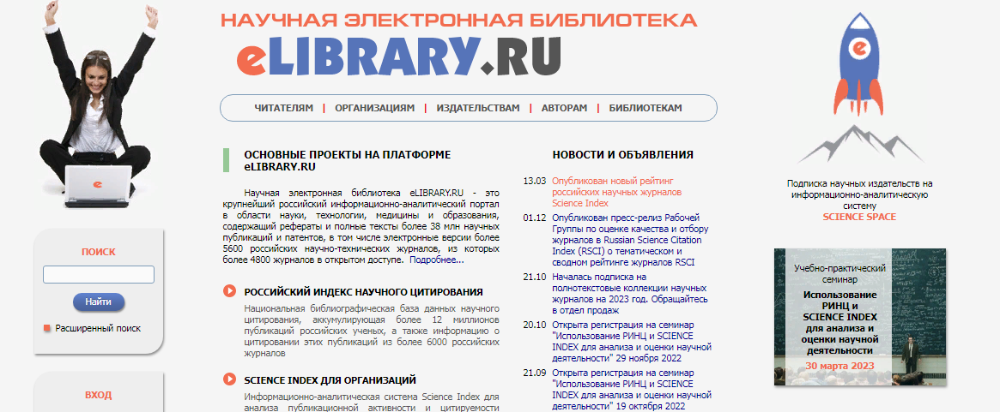 НАУЧНАЯ ЭЛЕКТРОННАЯ БИБЛИОТЕКА
eLIBRARY.RU
ЧИТАТЕЛЯМ | ОРГАНИЗАЦИЯМ | ИЗДАТЕЛЬСТВАМ | АВТОРАМ | БИБЛИОТЕКАМ
e
ПОИСК
Найти
Расширенный поиск
ВХОД
ОСНОВНЫЕ ПРОЕКТЫ НА ПЛАТФОРМЕ
eLIBRARY.RU
Научная электронная библиотека eLIBRARY.RU - это
крупнейший российский информационно-аналитический портал
в области науки, технологии, медицины и образования,
содержащий рефераты и полные тексты более 38 млн научных
публикаций и патентов, в том числе электронные версии более
5600 российских научно-технических журналов, из которых
более 4800 журналов в открытом доступе. Подробнее...
РОССИЙСКИЙ ИНДЕКС НАУЧНОГО ЦИТИРОВАНИЯ
Национальная библиографическая база данных научного
цитирования, аккумулирующая более 12 миллионов
публикаций российских ученых, а также информацию о
цитировании этих публикаций из более 6000 российских
журналов
SCIENCE INDEX ДЛЯ ОРГАНИЗАЦИЙ
Информационно-аналитическая система Science Index для
анализа публикационной активности и цитируемости
НОВОСТИ И ОБЪЯВЛЕНИЯ
13.03 Опубликован новый рейтинг
российских научных журналов
Science Index
01.12 Опубликован пресс-релиз Рабочей
Группы по оценке качества и отбору
журналов в Russian Science Citation
Index (RSCI) о тематическом и
сводном рейтинге журналов RSCI
21.10 Началась подписка на
полнотекстовые коллекции научных
журналов на 2023 год. Обращайтесь
в отдел продаж
20.10 Открыта регистрация на семинар
"Использование РИНЦ и SCIENCE
INDEX для анализа и оценки научной
деятельности" 29 ноября 2022
21.09 Открыта регистрация на семинар
"Использование РИНЦ и SCIENCE
INDEX для анализа и оценки научной
деятельности" 19 октября 2022
e
Подписка научных издательств на
информационно-аналитическую
систему
SCIENCE SPACE
Учебно-практический
семинар
Использование
РИНЦ и
SCIENCE INDEX
для анализа и
оценки научной
деятельности
30 марта 2023